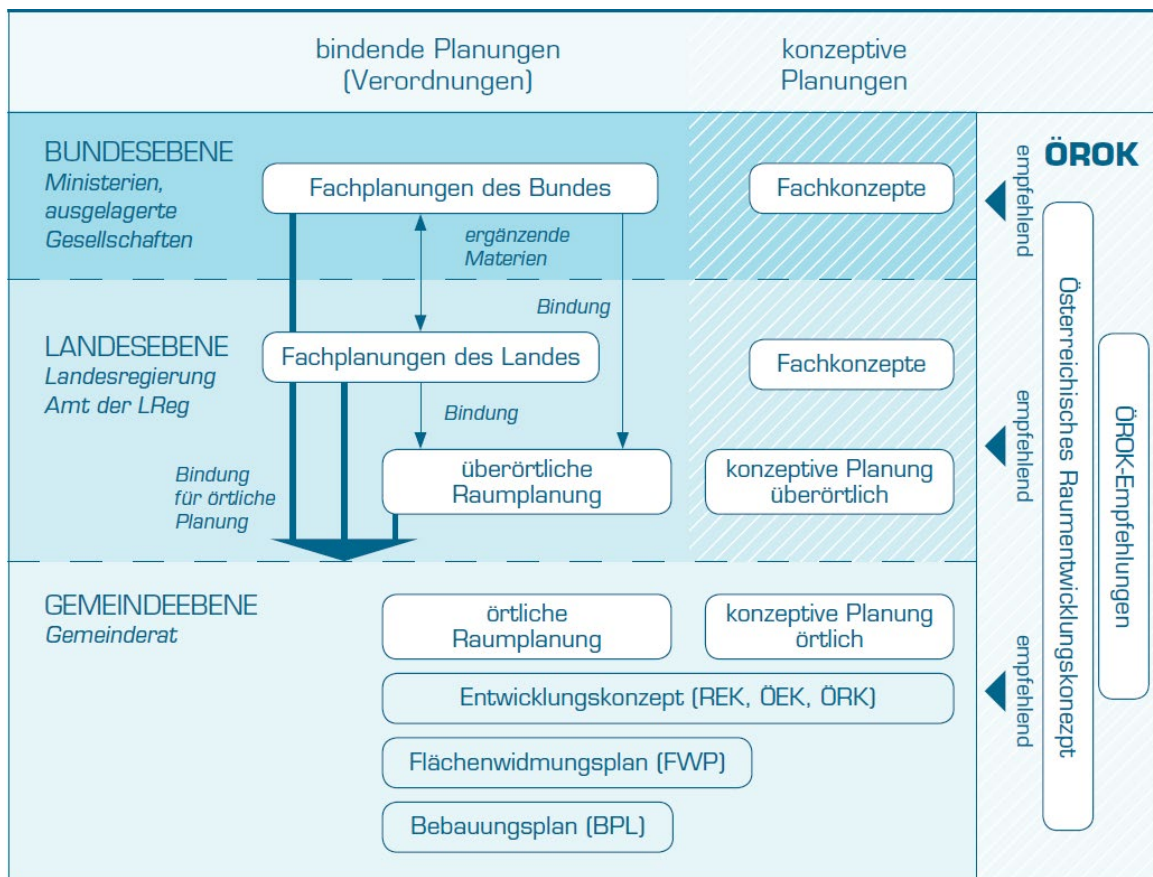 bindende Planungen
(Verordnungen)
konzeptive
Planungen
BUNDESEBENE
Ministerien,
ausgelagerte
Gesellschaften
Fachplanungen des Bundes
Fachkonzepte
ergänzende
Materien
Bindung
LANDESEBENE
Landesregierung
Amt der LReg
Fachplanungen des Landes
Fachkonzepte
Bindung
Bindung
für örtliche
Planung
überörtliche
Raumplanung
konzeptive Planung
überörtlich
GEMEINDEEBENE
Gemeinderat
örtliche
Raumplanung
konzeptive Planung
örtlich
Entwicklungskonzept (REK, ÖEK, ÖRK)
Flächenwidmungsplan (FWP)
Bebauungsplan (BPL)
ÖROK
empfehlend
empfehlend
empfehlend
Österreichisches Raumentwicklungskonezpt
ÖROK-Empfehlungen